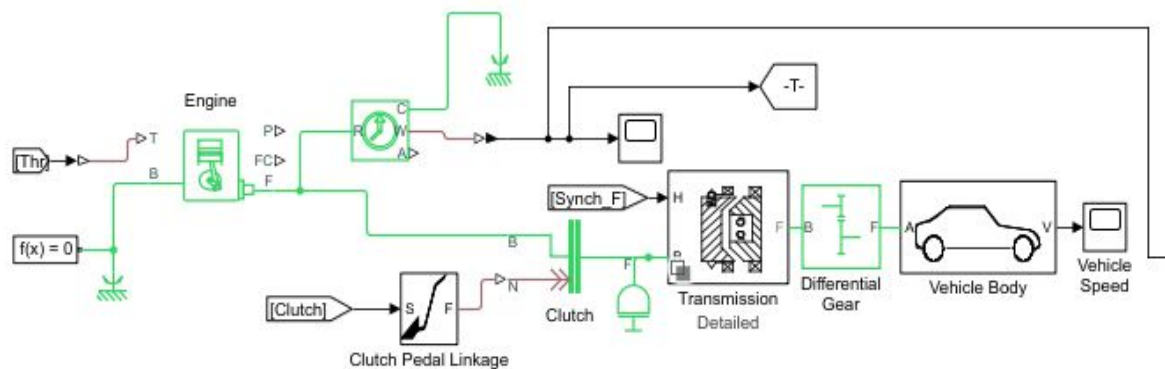 Engine
T
P
FC
[Thr]
B
F
R
C
W
A
-T-
[Synch_F]
H
f(x) = 0
B
N
F
F
B
F
A
V
[Clutch]
S
F
Clutch
Clutch Pedal Linkage
Transmission
Detailed
Differential
Gear
Vehicle Body
Vehicle
Speed